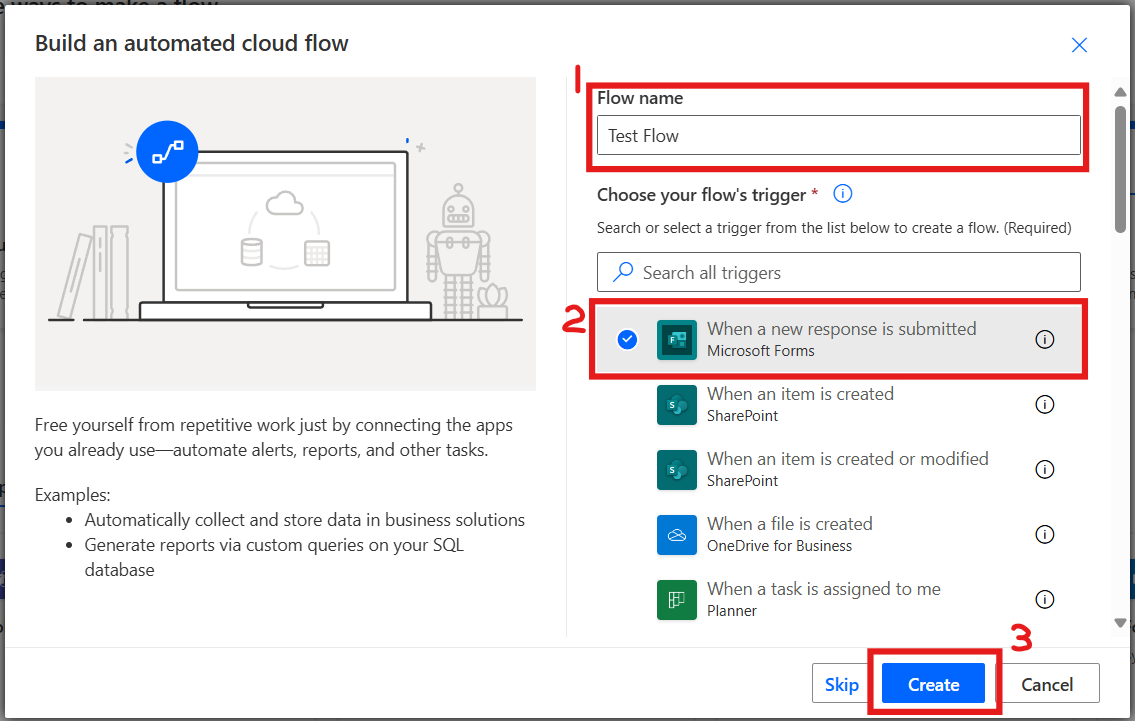 Build an automated cloud flow
1
Flow name
Test Flow
Choose your flow's trigger *
Search or select a trigger from the list below to create a flow. (Required)
Search all triggers
2
When a new response is submitted
Microsoft Forms
When an item is created
SharePoint
When an item is created or modified
SharePoint
When a file is created
OneDrive for Business
When a task is assigned to me
Planner
Free yourself from repetitive work just by connecting the apps
you already use—automate alerts, reports, and other tasks.
Examples:
• Automatically collect and store data in business solutions
• Generate reports via custom queries on your SQL
database
3
Skip
Create
Cancel